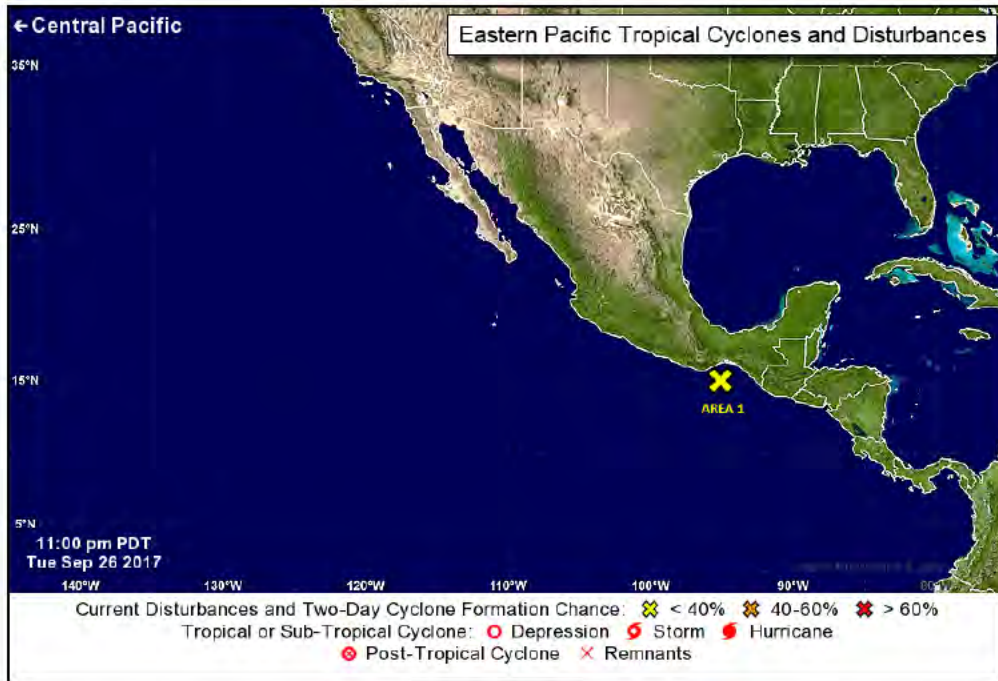 ←Central Pacific
Eastern Pacific Tropical Cyclones and Disturbances
35°N
25°N
15°N
AREA 1
5°N
11:00 pm PDT
Tue Sep 26 2017
140°W 130°W 120°W 110°W 100°W 90°W
Current Disturbances and Two-Day Cyclone Formation Chance: < 40% 40-60% > 60%
Tropical or Sub-Tropical Cyclone: Depression Storm Hurricane
Post-Tropical Cyclone Remnants